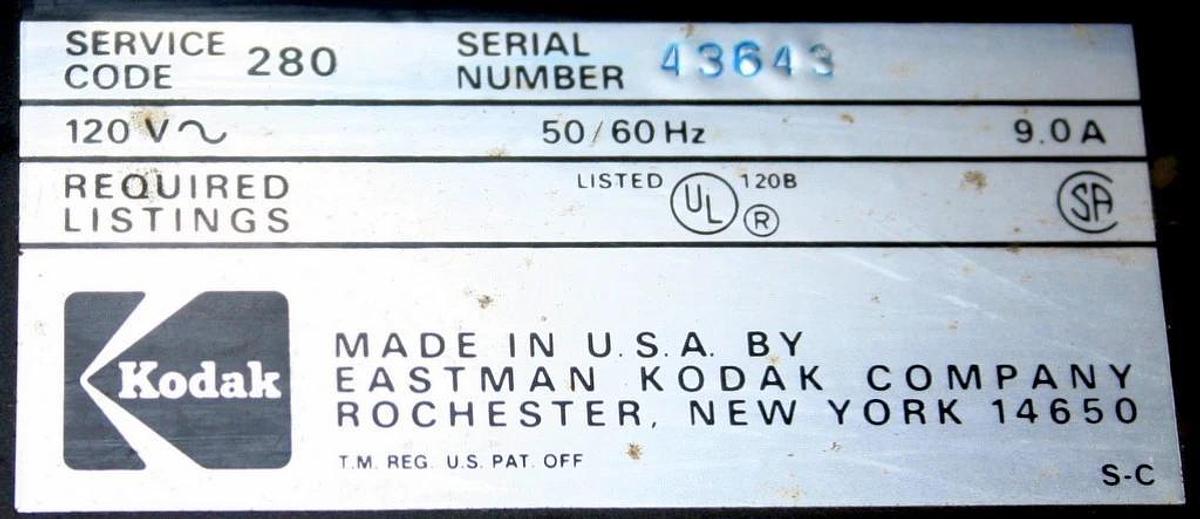 SERVICE CODE 280 SERIAL NUMBER 43643
120 V~ 50/60 Hz 9.0 A
REQUIRED LISTINGS LISTED UL 120B ® SA
Kodak
MADE IN U.S.A. BY
EASTMAN KODAK COMPANY
ROCHESTER, NEW YORK 14650
T.M. REG. U.S. PAT. OFF
S-C